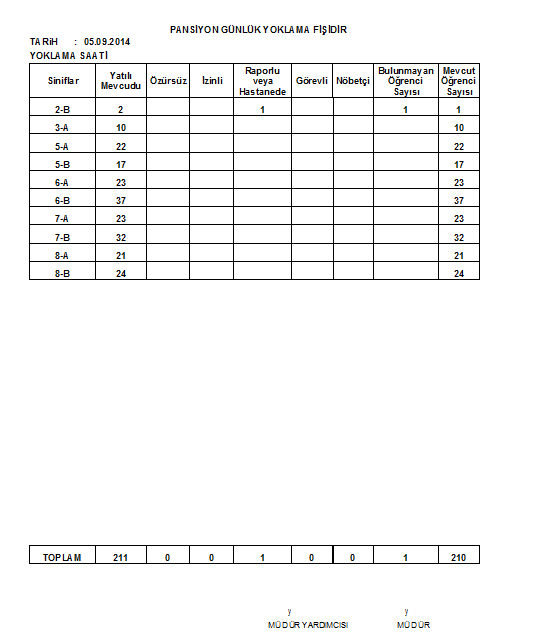 PANSİYON GÜNLÜK YOKLAMA FİŞİDİR
TARİH : 05.09.2014
YOKLAMA SAATİ
Siniflar Yatılı Mevcudu Özürsüz İzinli Raporlu veya Hastanede Görevli Nöbetçi Bulunmayan Öğrenci Sayısı Mevcut Öğrenci Sayısı
2-B 2 1 1 1
3-A 10 10
5-A 22 22
5-B 17 17
6-A 23 23
6-B 37 37
7-A 23 23
7-B 32 32
8-A 21 21
8-B 24 24
TOPLAM 211 0 0 1 0 0 1 210
y y
MÜDÜR YARDIMCISI MÜDÜR